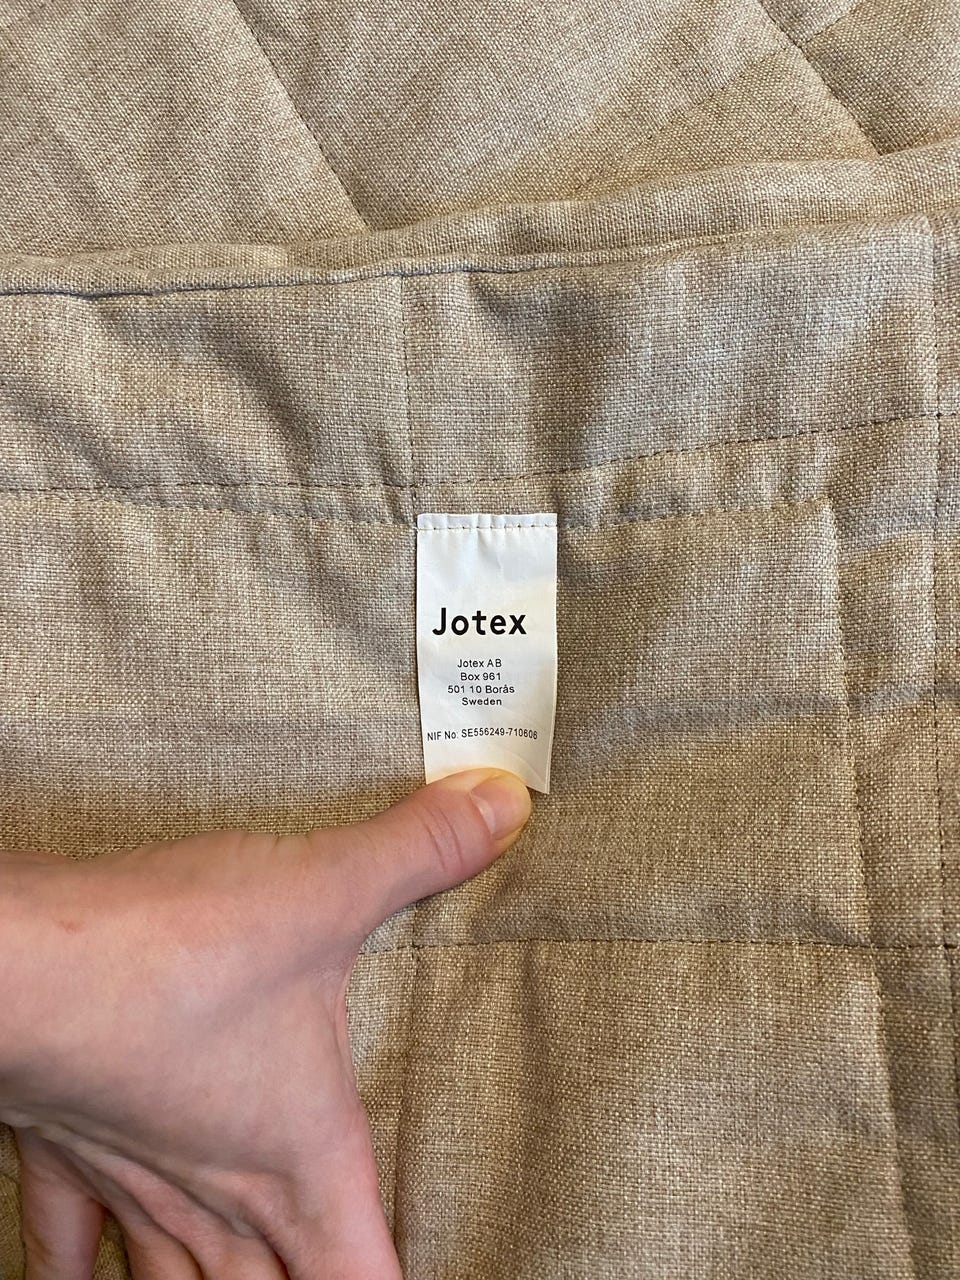 Jotex
Jotex AB
Box 961
501 10 Borås
Sweden
NIF No: SE556249-710606